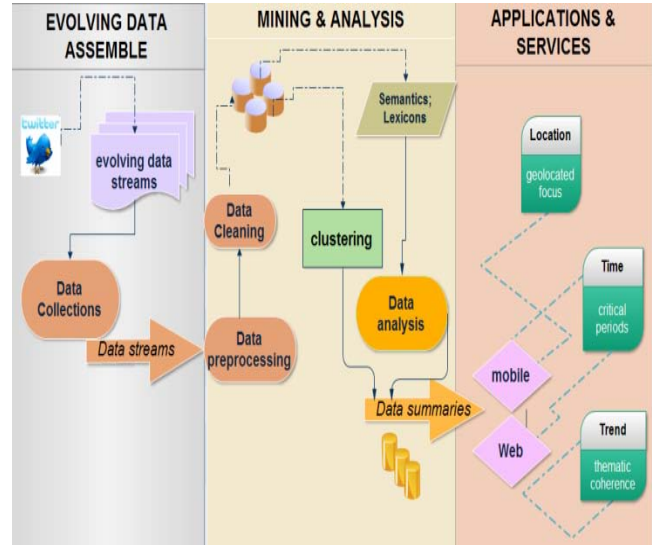 EVOLVING DATA
ASSEMBLE
twitter
evolving data
streams
Data
Collections
Data streams
MINING & ANALYSIS
Semantics;
Lexicons
Data
Cleaning
clustering
Data
analysis
Data
preprocessing
Data summaries
APPLICATIONS &
SERVICES
Location
geolocated
focus
Time
critical
periods
mobile
Web
Trend
thematic
coherence